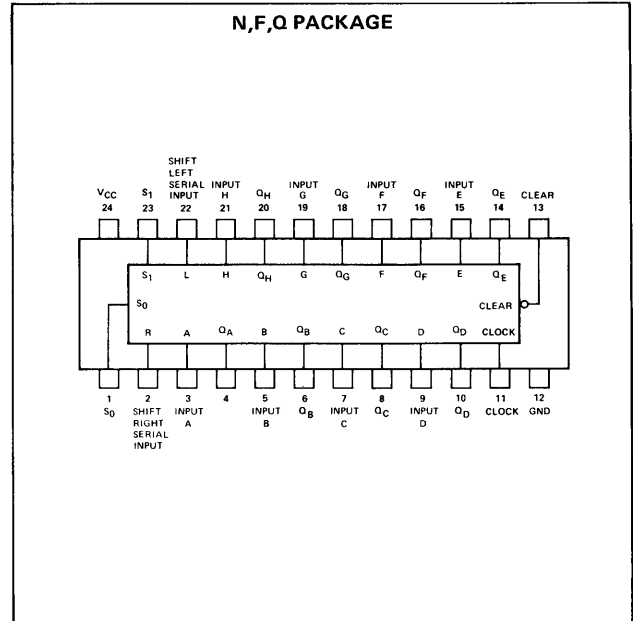 N,F,Q PACKAGE
SHIFT
LEFT
SERIAL INPUT INPUT INPUT INPUT
VCC S1 INPUT H QH G QG F QF E QE CLEAR
24 23 22 21 20 19 18 17 16 15 14 13
S1 L H QH G QG F QF E QE
S0 CLEAR
R A QA B QB C QC D QD CLOCK
1 2 3 4 5 6 7 8 9 10 11 12
S0 SHIFT INPUT INPUT QB INPUT QC INPUT QD CLOCK GND
RIGHT A B C D
SERIAL
INPUT